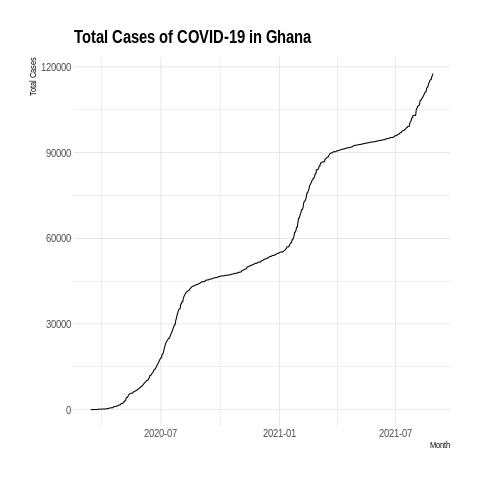 Total Cases of COVID-19 in Ghana
Total Cases
120000
90000
60000
30000
0
2020-07
2021-01
2021-07
Month